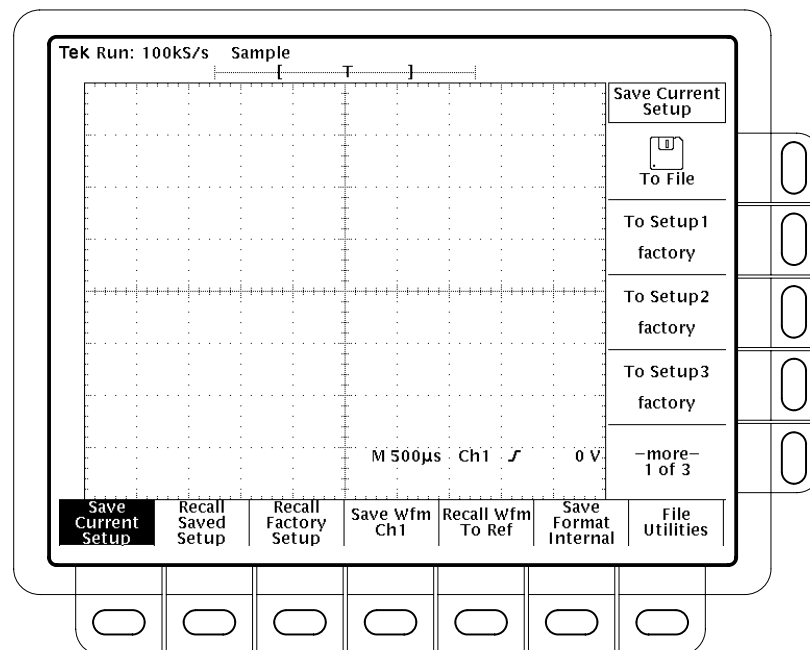 Tek Run: 100kS/s Sample
[ T ]
Save Current
Setup
To File
To Setup1
factory
To Setup2
factory
To Setup3
factory
M 500µs Ch1 0 V
–more–
1 of 3
Save
Current
Setup
Recall
Saved
Setup
Recall
Factory
Setup
Save Wfm
Ch1
Recall Wfm
To Ref
Save
Format
Internal
File
Utilities